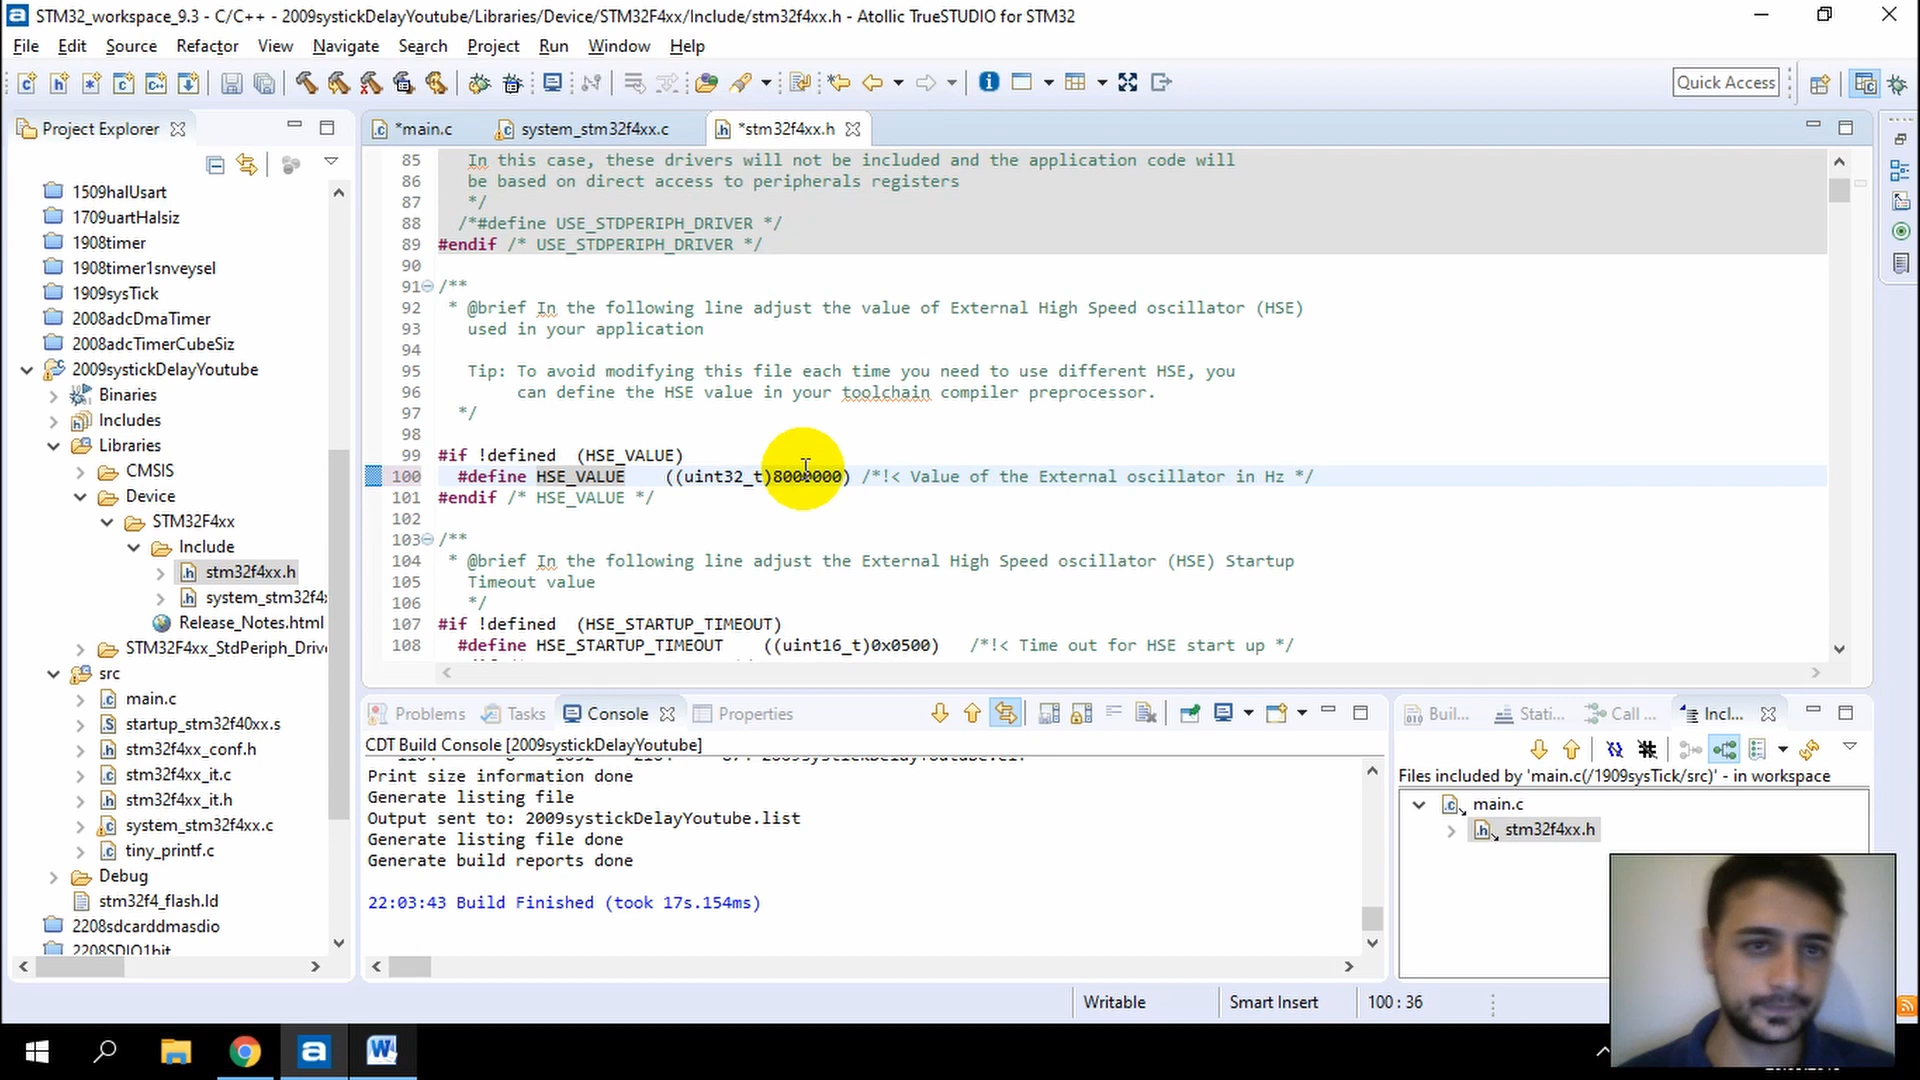 STM32_workspace_9.3 - C/C++ - 2009systickDelayYoutube/Libraries/Device/STM32F4xx/Include/stm32f4xx.h - Atollic TrueSTUDIO for STM32
File Edit Source Refactor View Navigate Search Project Run Window Help
Quick Access
Project Explorer
1509halUsart
1709uartHalsiz
1908timer
1908timer1snveysel
1909sysTick
2008adcDmaTimer
2008adcTimerCubeSiz
2009systickDelayYoutube
Binaries
Includes
Libraries
CMSIS
Device
STM32F4xx
Include
stm32f4xx.h
system_stm32f4x
Release_Notes.html
STM32F4xx_StdPeriph_Drive
src
main.c
startup_stm32f40xx.s
stm32f4xx_conf.h
stm32f4xx_it.c
stm32f4xx_it.h
system_stm32f4xx.c
tiny_printf.c
Debug
stm32f4_flash.ld
2208sdcarddmasdio
2208SDIO1bit
*main.c system_stm32f4xx.c *stm32f4xx.h
85 In this case, these drivers will not be included and the application code will
86 be based on direct access to peripherals registers
87 */
88 /*#define USE_STDPERIPH_DRIVER */
89 #endif /* USE_STDPERIPH_DRIVER */
90
91 /**
92 * @brief In the following line adjust the value of External High Speed oscillator (HSE)
93 used in your application
94
95 Tip: To avoid modifying this file each time you need to use different HSE, you
96 can define the HSE value in your toolchain compiler preprocessor.
97 */
98
99 #if !defined (HSE_VALUE)
100 #define HSE_VALUE ((uint32_t)8000000) /*!< Value of the External oscillator in Hz */
101 #endif /* HSE_VALUE */
102
103 /**
104 * @brief In the following line adjust the External High Speed oscillator (HSE) Startup
105 Timeout value
106 */
107 #if !defined (HSE_STARTUP_TIMEOUT)
108 #define HSE_STARTUP_TIMEOUT ((uint16_t)0x0500) /*!< Time out for HSE start up */
Problems Tasks Console Properties
CDT Build Console [2009systickDelayYoutube]
Print size information done
Generate listing file
Output sent to: 2009systickDelayYoutube.list
Generate listing file done
Generate build reports done
22:03:43 Build Finished (took 17s.154ms)
Buil... Stati... Call ... Incl...
Files included by 'main.c(/1909sysTick/src)' - in workspace
main.c
stm32f4xx.h
Writable Smart Insert 100 : 36